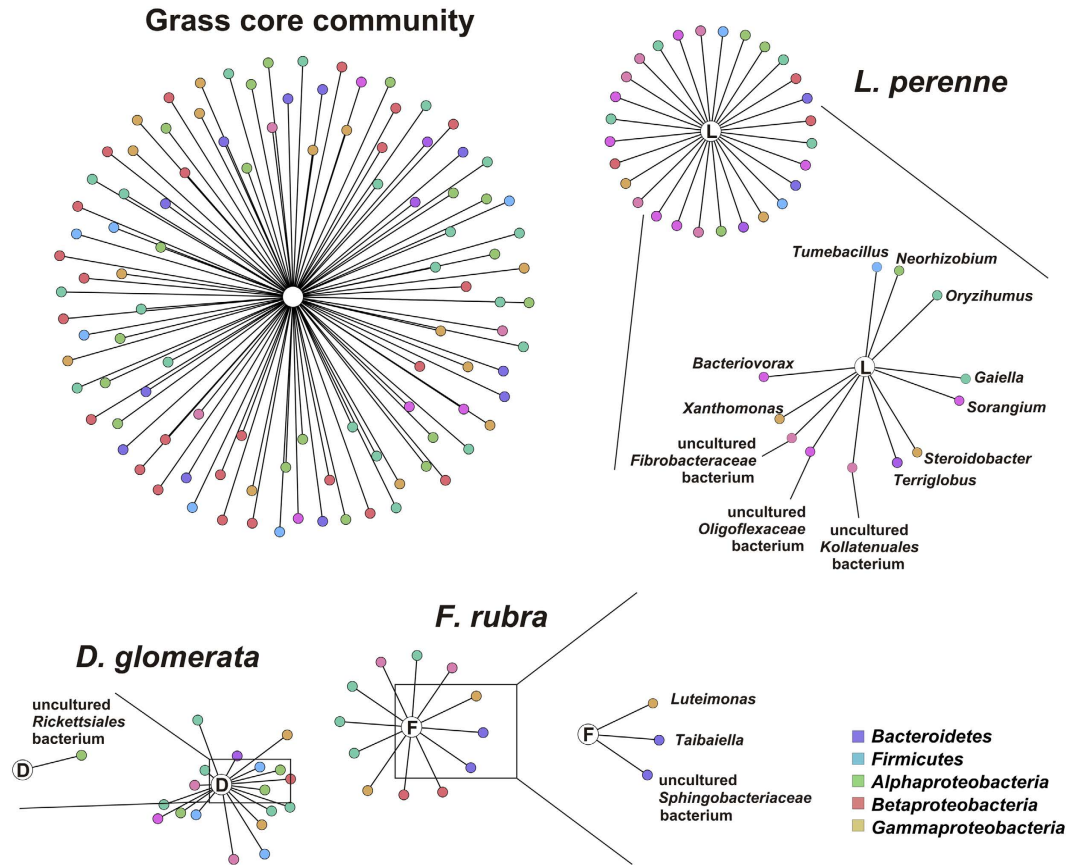 Grass core community
L. perenne
L
Tumebacillus
Neorhizobium
Oryzihumus
Bacteriovorax
L
Gaiella
Xanthomonas
Sorangium
uncultured
Fibrobacteraceae
bacterium
Steroidobacter
Terriglobus
uncultured
Oligoflexaceae
bacterium
uncultured
Kollatenuales
bacterium
F. rubra
D. glomerata
uncultured
Rickettsiales
bacterium
D
D
F
F
Luteimonas
Taibaiella
uncultured
Sphingobacteriaceae
bacterium
Bacteroidetes
Firmicutes
Alphaproteobacteria
Betaproteobacteria
Gammaproteobacteria